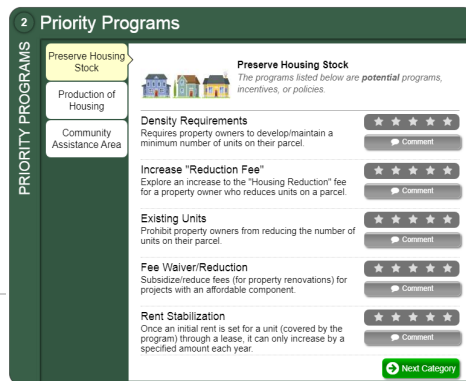 2 Priority Programs
PRIORITY PROGRAMS
Preserve Housing
Stock
Production of
Housing
Community
Assistance Area
Preserve Housing Stock
The programs listed below are potential programs,
incentives, or policies.
Density Requirements
Requires property owners to develop/maintain a
minimum number of units on their parcel.
Comment
Increase "Reduction Fee"
Explore an increase to the "Housing Reduction" fee
for a property owner who reduces units on a parcel.
Comment
Existing Units
Prohibit property owners from reducing the number of
units on their parcel.
Comment
Fee Waiver/Reduction
Subsidize/reduce fees (for property renovations) for
projects with an affordable component.
Comment
Rent Stabilization
Once an initial rent is set for a unit (covered by the
program) through a lease, it can only increase by a
specified amount each year.
Comment
Next Category